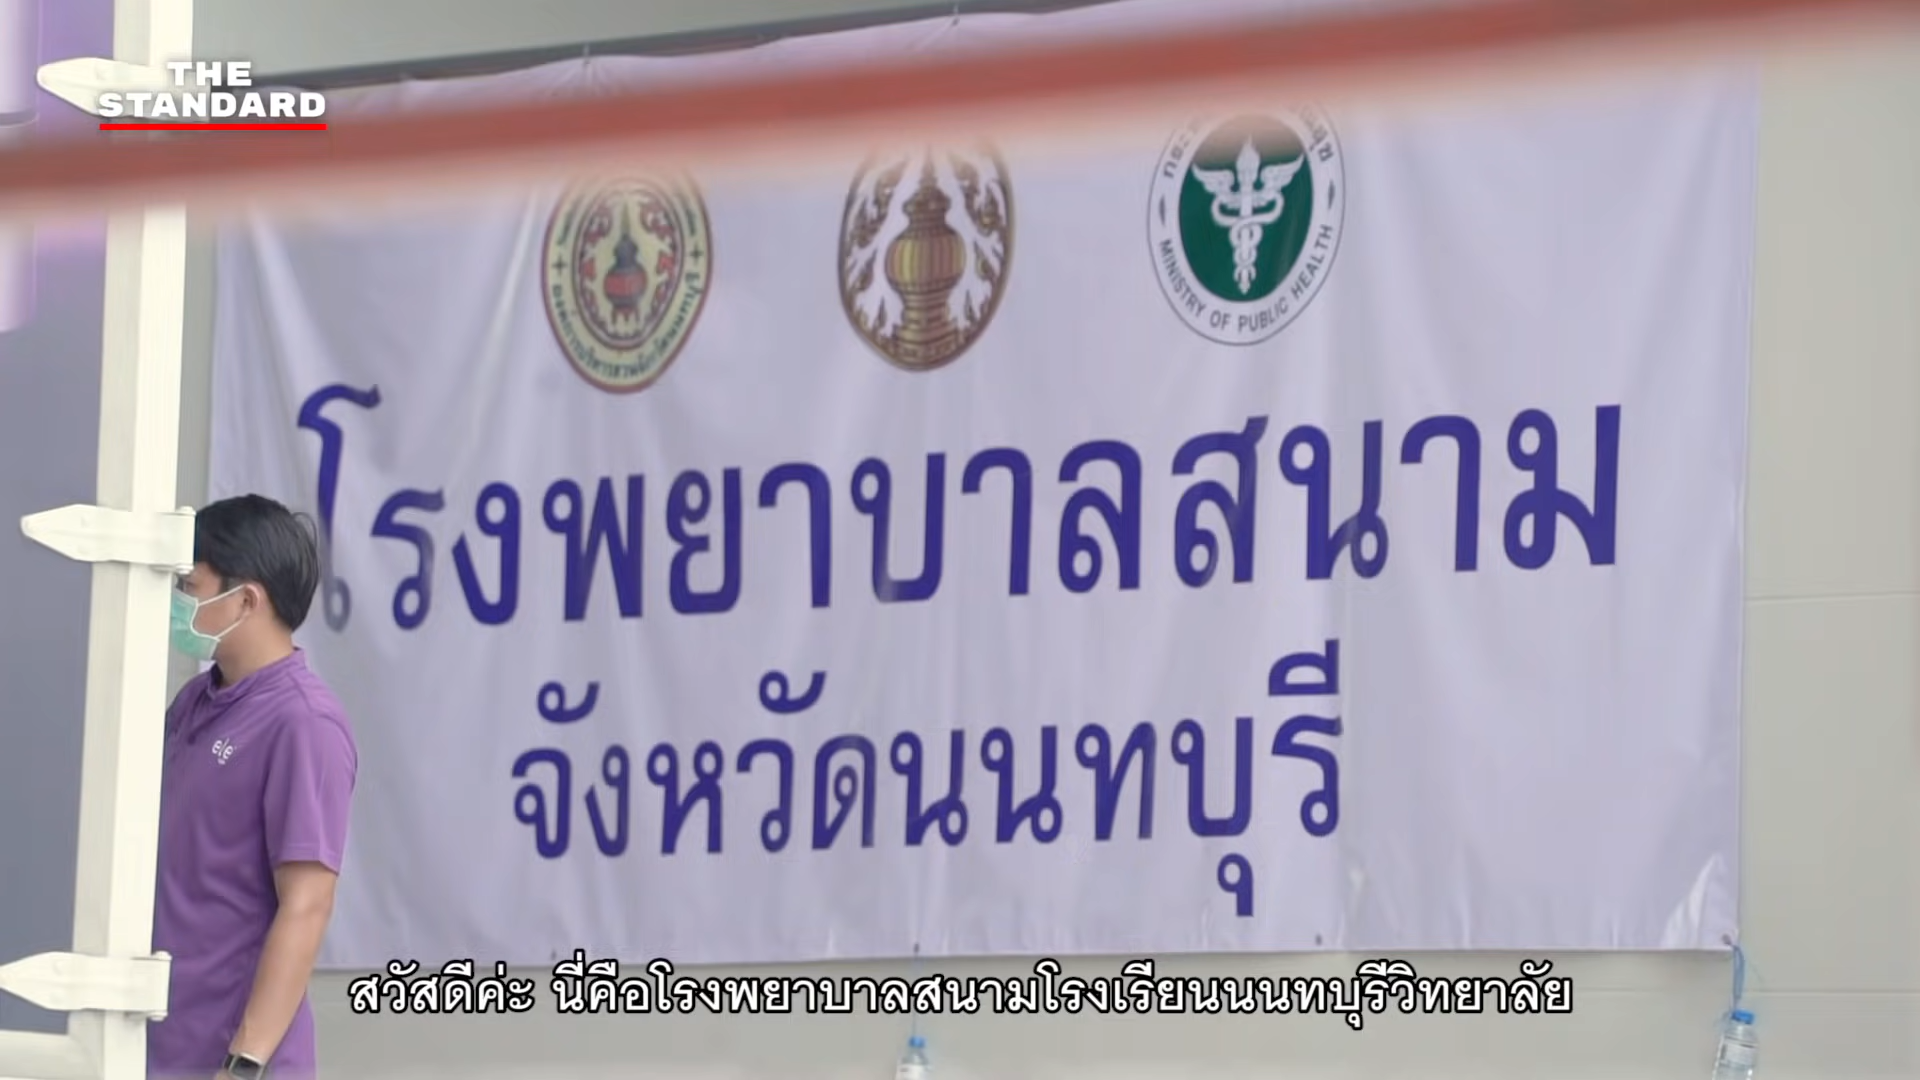 THE
STANDARD
MINISTRY OF PUBLIC HEALTH
โรงพยาบาลสนาม
จังหวัดนนทบุรี
ele
สวัสดีค่ะ นี่คือโรงพยาบาลสนามโรงเรียนนนทบุรีวิทยาลัย